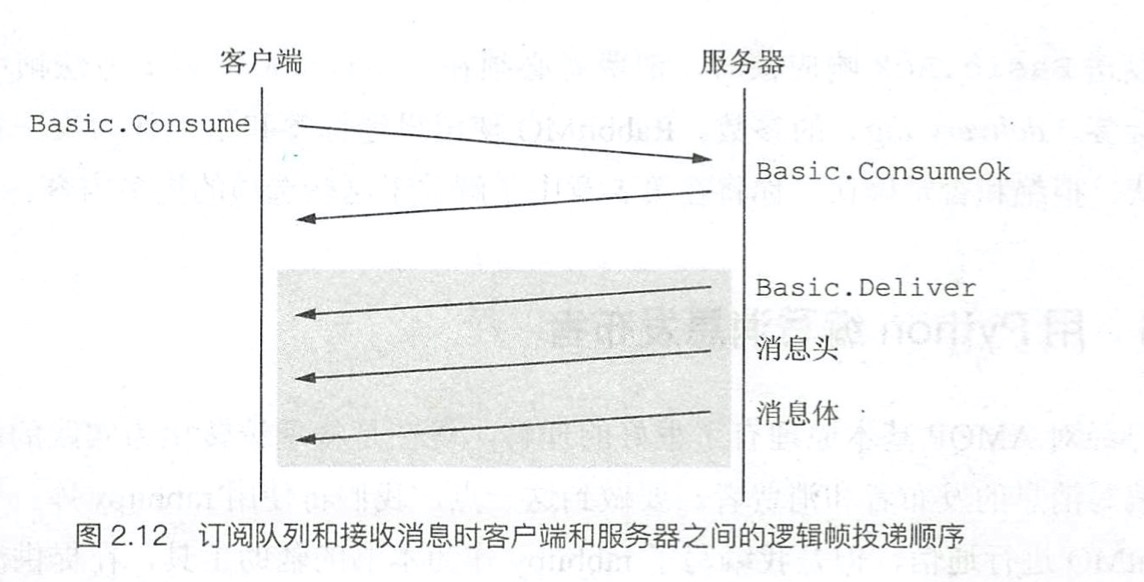 客户端 服务器
Basic.Consume
Basic.ConsumeOk
Basic.Deliver
消息头
消息体
图 2.12 订阅队列和接收消息时客户端和服务器之间的逻辑帧投递顺序